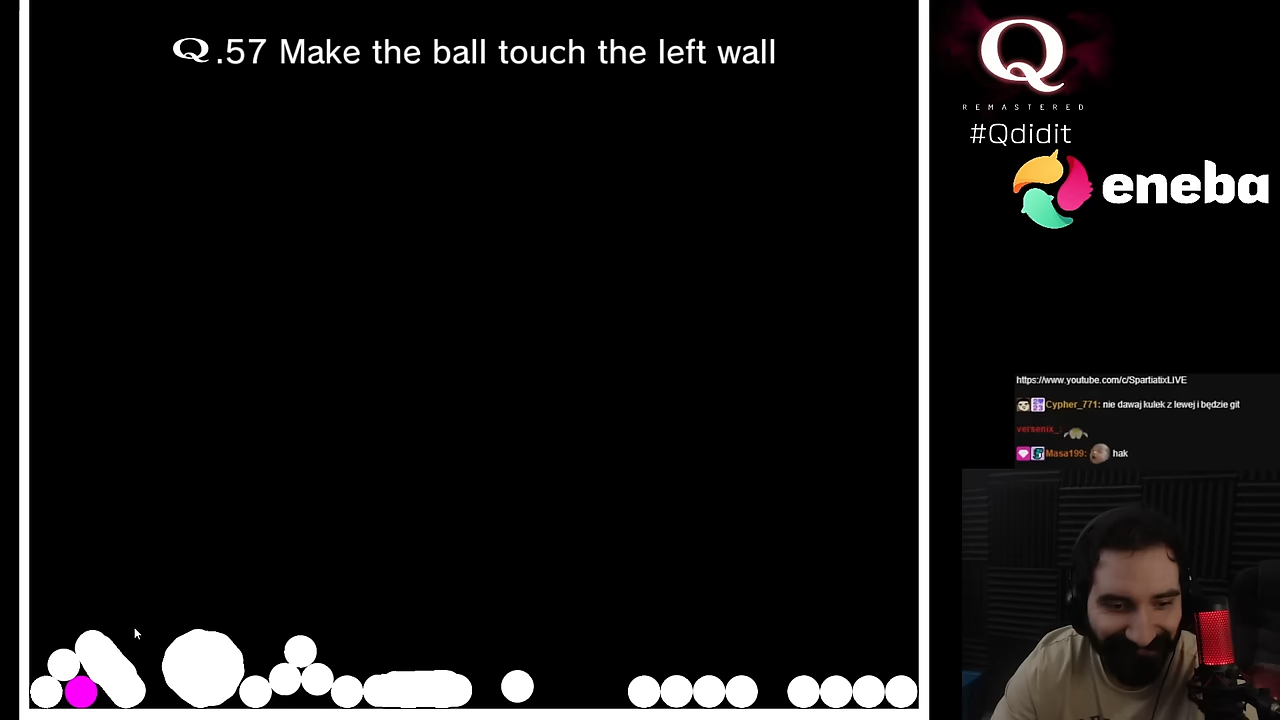 Q.57 Make the ball touch the left wall
Q
REMASTERED
#Qdidit
eneba
https://www.youtube.com/c/SpartiatixLIVE
Cypher_771: nie dawaj kulek z lewej i będzie git
versenix_:
Masa199: hak